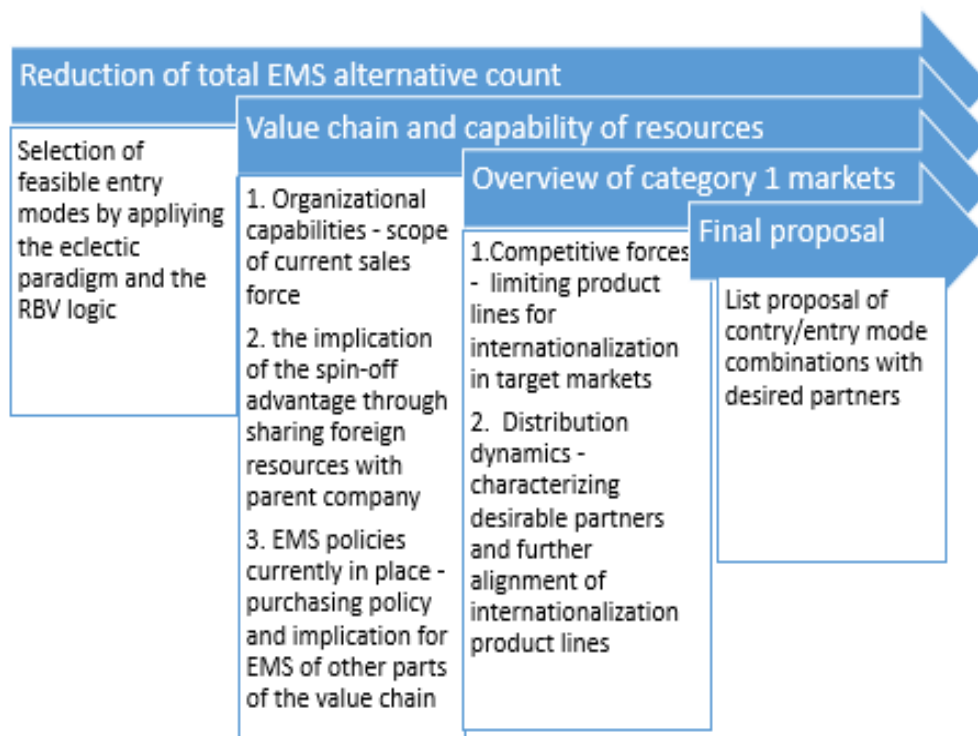 Reduction of total EMS alternative count
Selection of
feasible entry
modes by appliying
the eclectic
paradigm and the
RBV logic
Value chain and capability of resources
1. Organizational
capabilities - scope
of current sales
force
2. the implication
of the spin-off
advantage through
sharing foreign
resources with
parent company
3. EMS policies
currently in place -
purchasing policy
and implication for
EMS of other parts
of the value chain
Overview of category 1 markets
1.Competitive forces
- limiting product
lines for
internationalization
in target markets
2. Distribution
dynamics -
characterizing
desirable partners
and further
alignment of
internationalization
product lines
Final proposal
List proposal of
contry/entry mode
combinations with
desired partners